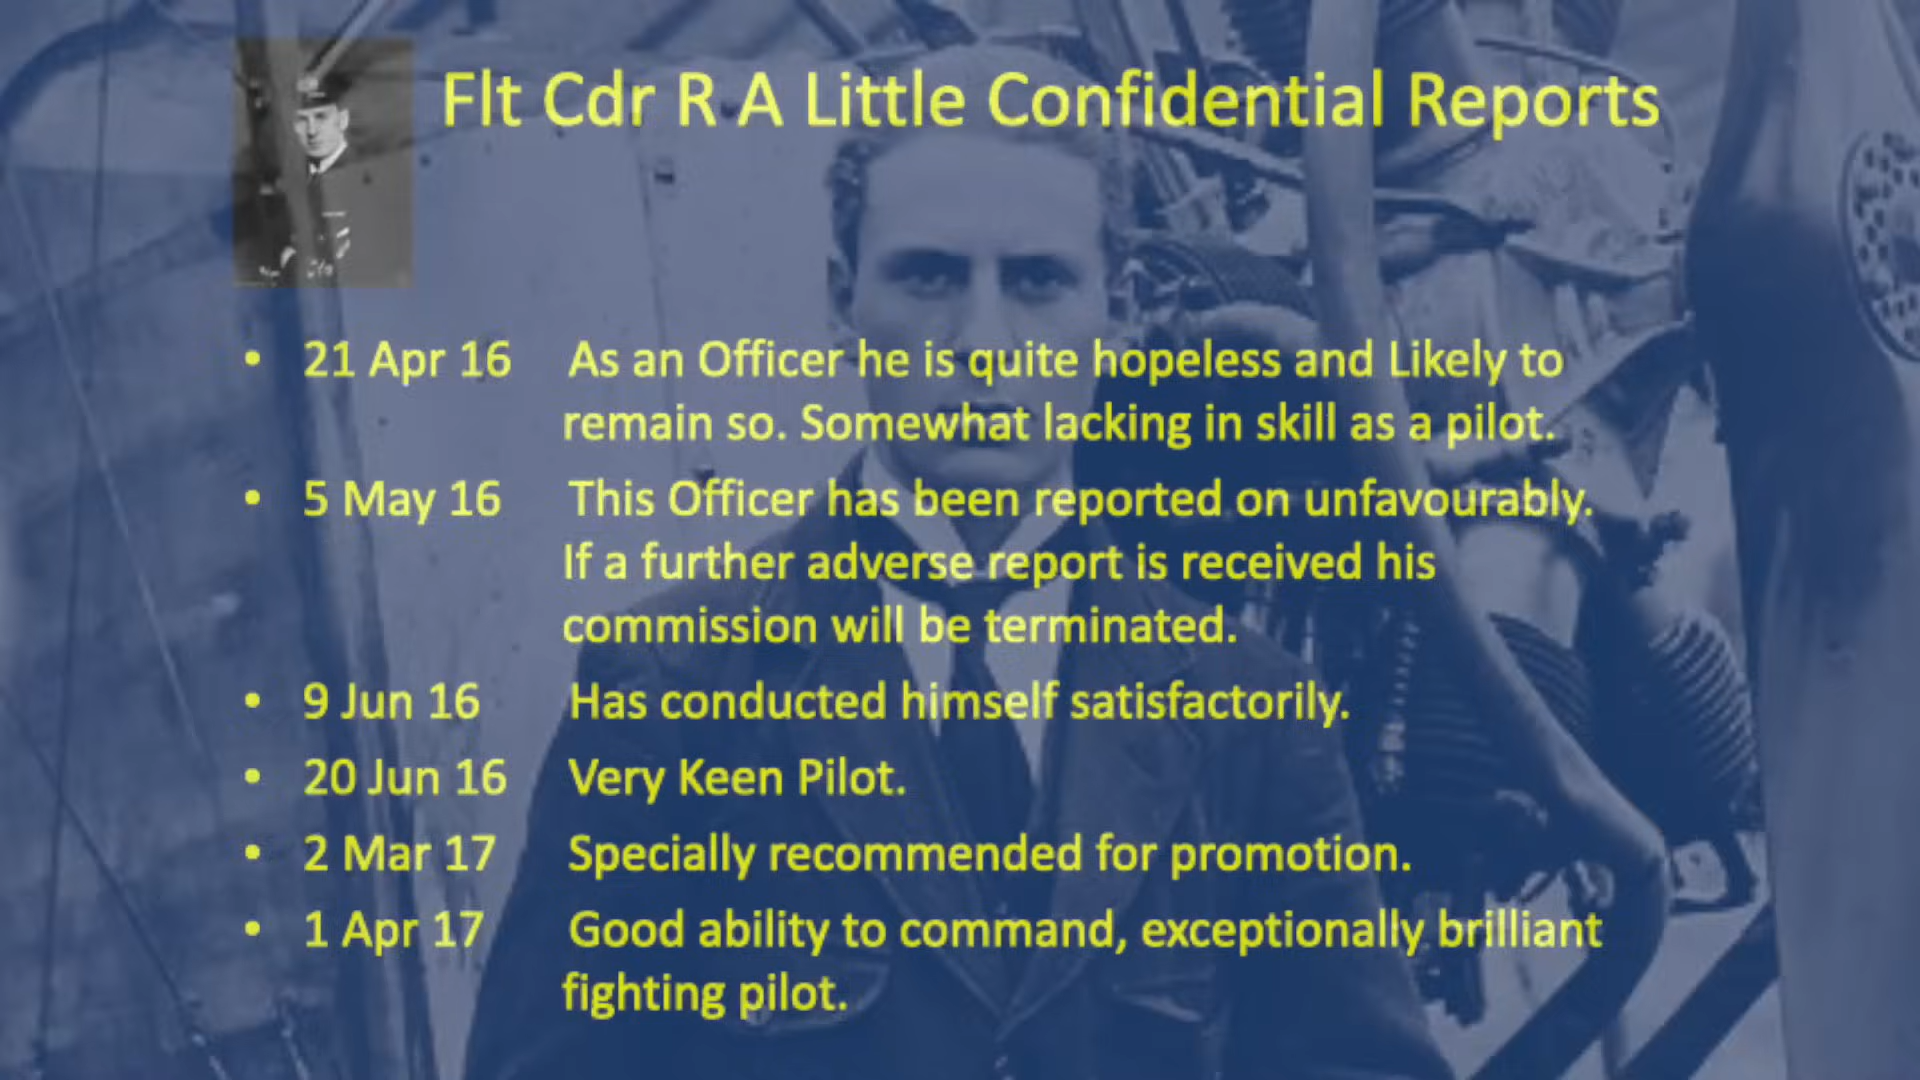 Flt Cdr R A Little Confidential Reports
• 21 Apr 16 As an Officer he is quite hopeless and Likely to
remain so. Somewhat lacking in skill as a pilot.
• 5 May 16 This Officer has been reported on unfavourably.
If a further adverse report is received his
commission will be terminated.
• 9 Jun 16 Has conducted himself satisfactorily.
• 20 Jun 16 Very Keen Pilot.
• 2 Mar 17 Specially recommended for promotion.
• 1 Apr 17 Good ability to command, exceptionally brilliant
fighting pilot.